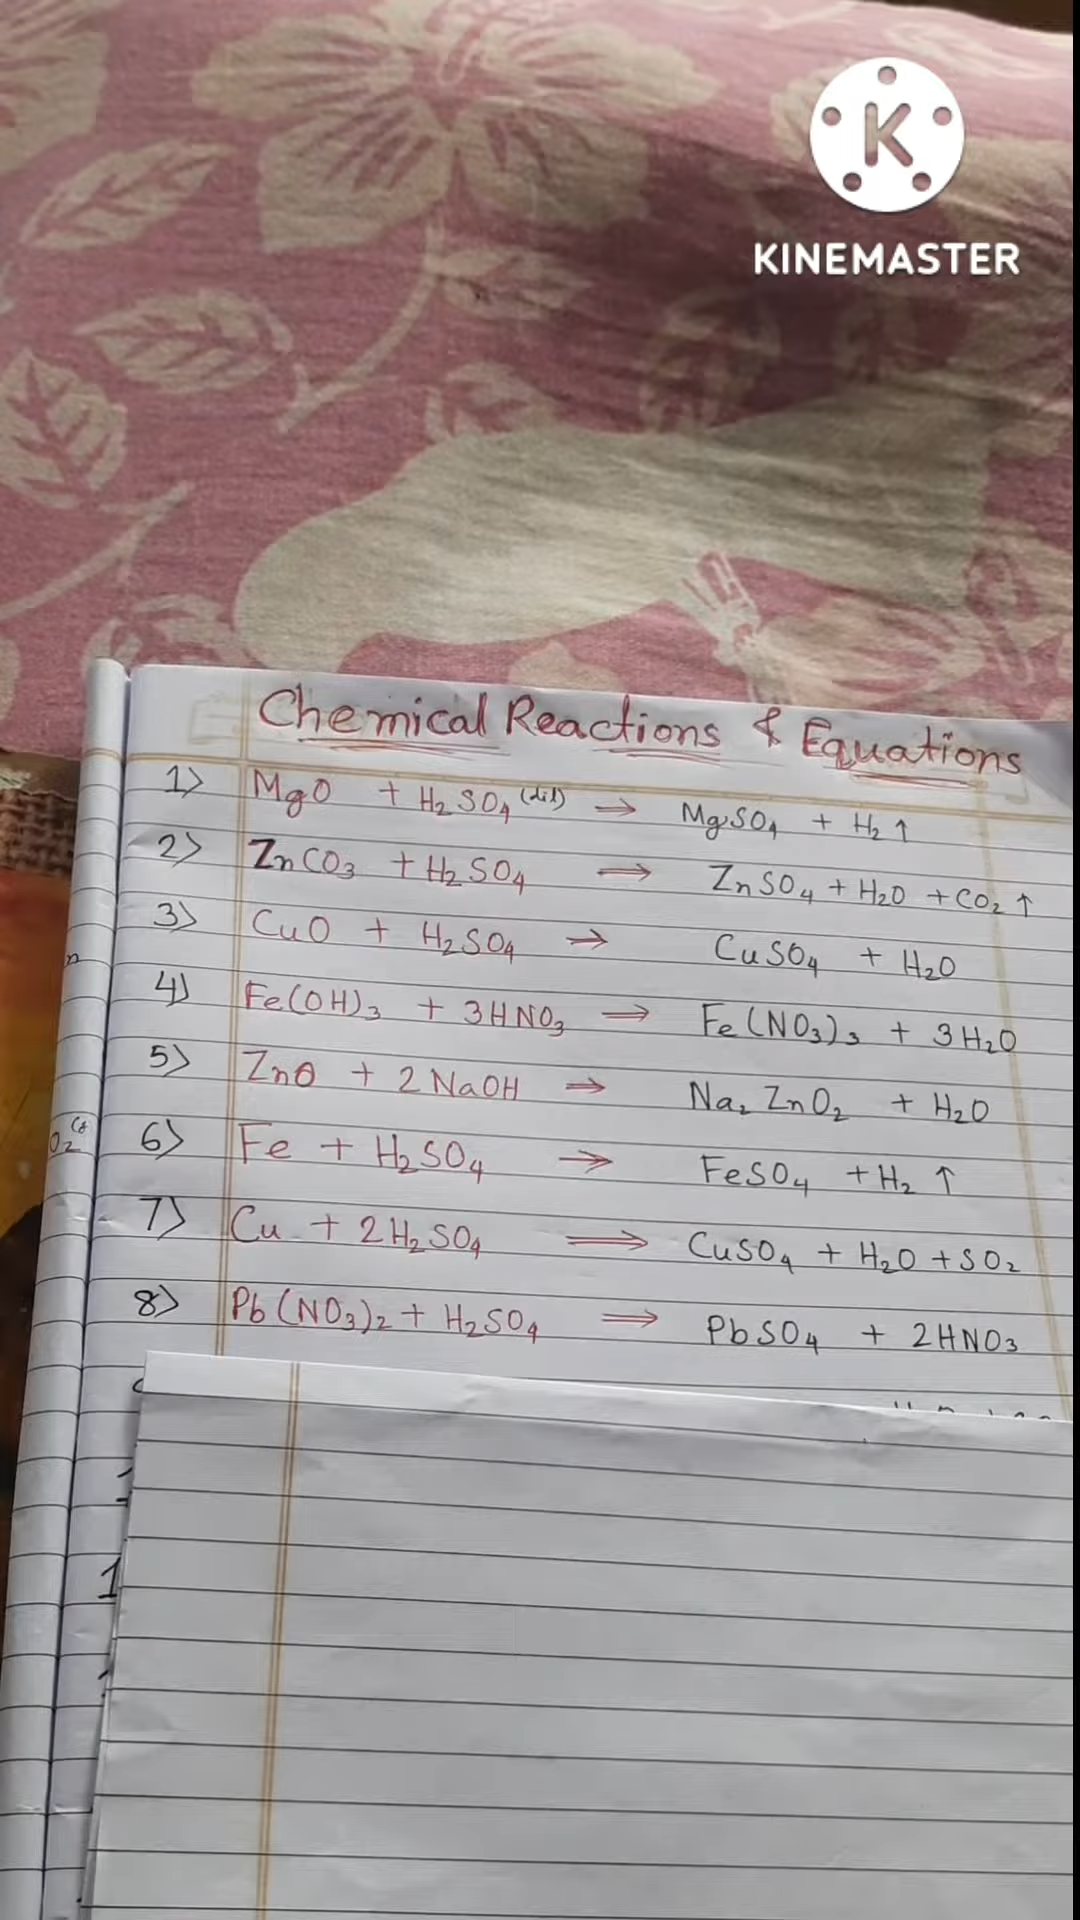 K
KINEMASTER
Chemical Reactions & Equations
1) MgO + H₂SO₄ (dil) → MgSO₄ + H₂ ↑
2) ZnCO₃ + H₂SO₄ → ZnSO₄ + H₂O + CO₂ ↑
3) CuO + H₂SO₄ → CuSO₄ + H₂O
4) Fe(OH)₃ + 3HNO₃ → Fe(NO₃)₃ + 3H₂O
5) ZnO + 2NaOH → Na₂ZnO₂ + H₂O
6) Fe + H₂SO₄ → FeSO₄ + H₂ ↑
7) Cu + 2H₂SO₄ ⟹ CuSO₄ + H₂O + SO₂
8) Pb(NO₃)₂ + H₂SO₄ ⟹ PbSO₄ + 2HNO₃